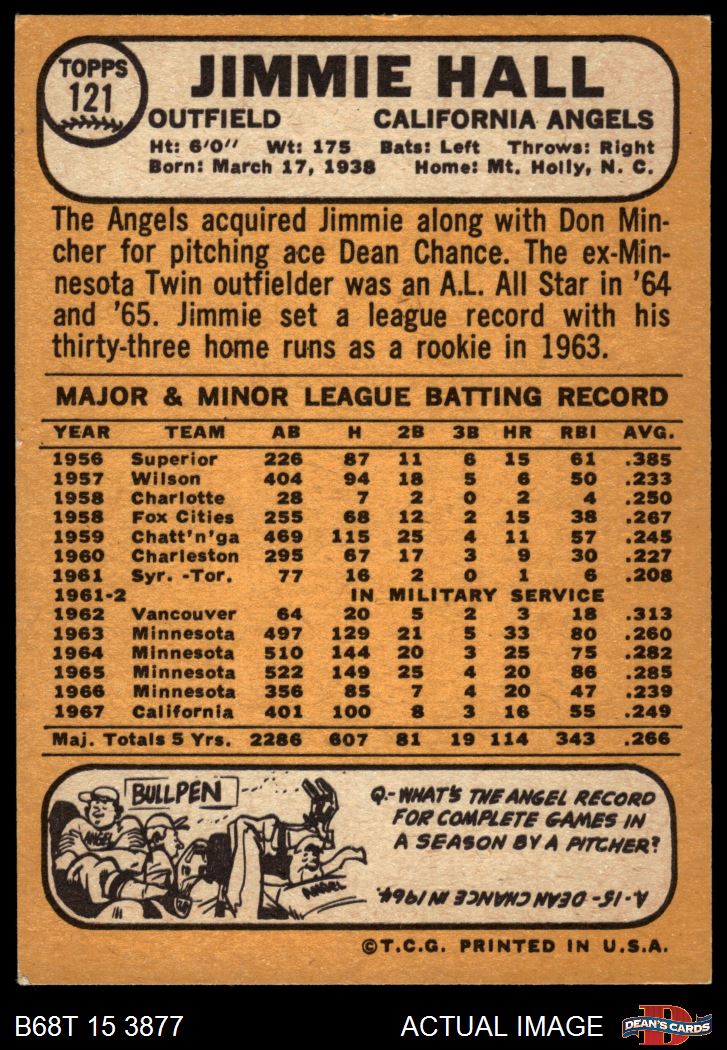 TOPPS
121
JIMMIE HALL
OUTFIELD CALIFORNIA ANGELS
Ht: 6'0" Wt: 175 Bats: Left Throws: Right
Born: March 17, 1938 Home: Mt. Holly, N. C.
The Angels acquired Jimmie along with Don Min-
cher for pitching ace Dean Chance. The ex-Min-
nesota Twin outfielder was an A.L. All Star in '64
and '65. Jimmie set a league record with his
thirty-three home runs as a rookie in 1963.
MAJOR & MINOR LEAGUE BATTING RECORD
YEAR TEAM AB H 2B 3B HR RBI AVG.
1956 Superior 226 87 11 6 15 61 .385
1957 Wilson 404 94 18 5 6 50 .233
1958 Charlotte 28 7 2 0 2 4 .250
1958 Fox Cities 255 68 12 2 15 38 .267
1959 Chatt'n'ga 469 115 25 4 11 57 .245
1960 Charleston 295 67 17 3 9 30 .227
1961 Syr. -Tor. 77 16 2 0 1 6 .208
1961-2 IN MILITARY SERVICE
1962 Vancouver 64 20 5 2 3 18 .313
1963 Minnesota 497 129 21 5 33 80 .260
1964 Minnesota 510 144 20 3 25 75 .282
1965 Minnesota 522 149 25 4 20 86 .285
1966 Minnesota 356 85 7 4 20 47 .239
1967 California 401 100 8 3 16 55 .249
Maj. Totals 5 Yrs. 2286 607 81 19 114 343 .266
BULLPEN
ANGEL
ANGEL
Q.-WHAT'S THE ANGEL RECORD
FOR COMPLETE GAMES IN
A SEASON BY A PITCHER?
A-15-DEAN CHANCE IN 1964.
©T.C.G. PRINTED IN U.S.A.
B68T 15 3877 ACTUAL IMAGE
D
DEAN'S CARDS